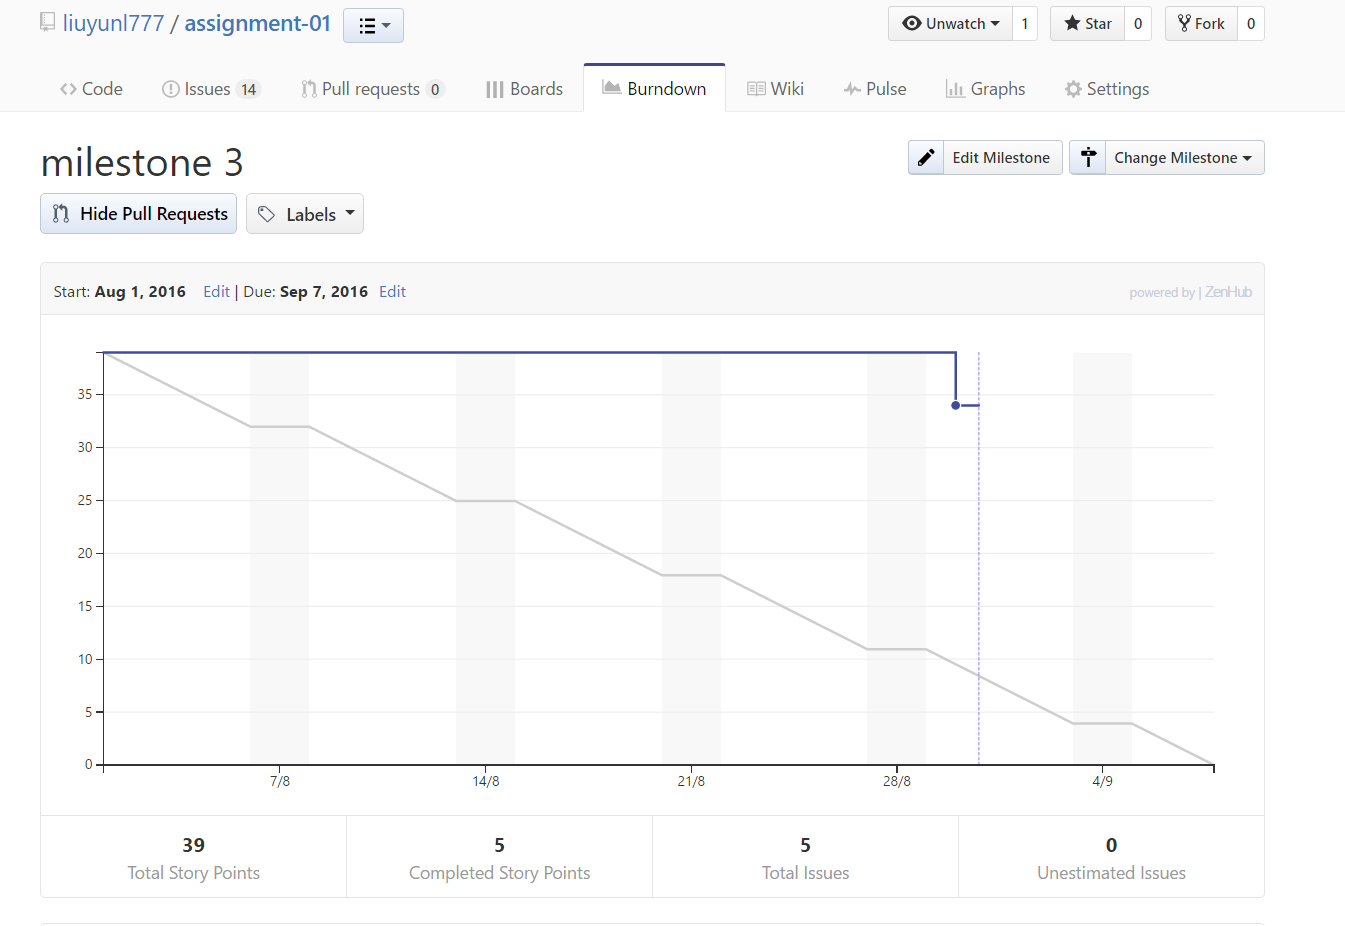 liuyunl777 / assignment-01
Unwatch 1 Star 0 Fork 0
Code Issues 14 Pull requests 0 Boards Burndown Wiki Pulse Graphs Settings
milestone 3
Edit Milestone Change Milestone
Hide Pull Requests Labels
Start: Aug 1, 2016 Edit | Due: Sep 7, 2016 Edit
powered by | ZenHub
35
30
25
20
15
10
5
0
7/8 14/8 21/8 28/8 4/9
39 5 5 0
Total Story Points Completed Story Points Total Issues Unestimated Issues